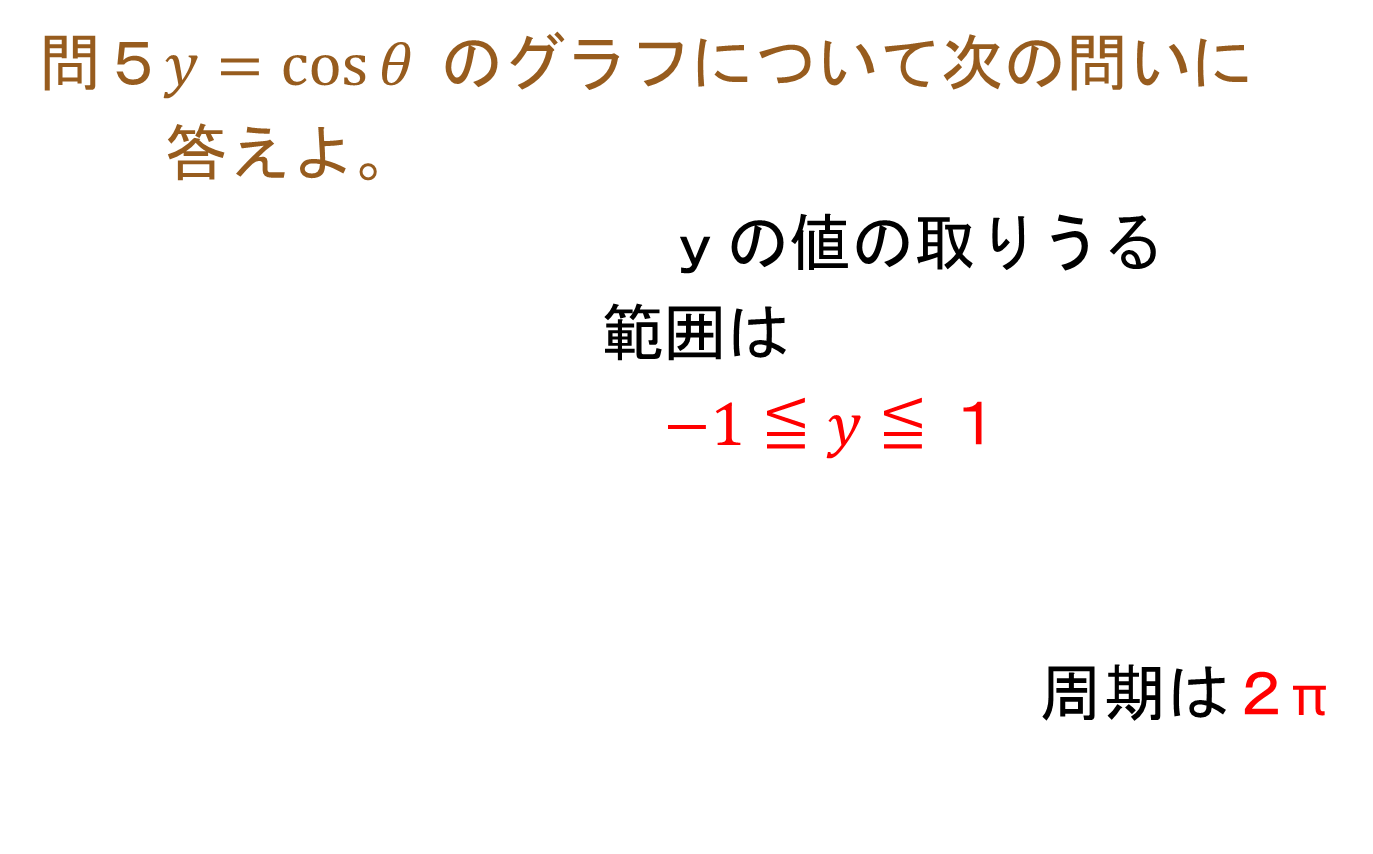 問５y = cos θ のグラフについて次の問いに
答えよ。
ｙの値の取りうる
範囲は
−1 ≦ y ≦ １
周期は２π